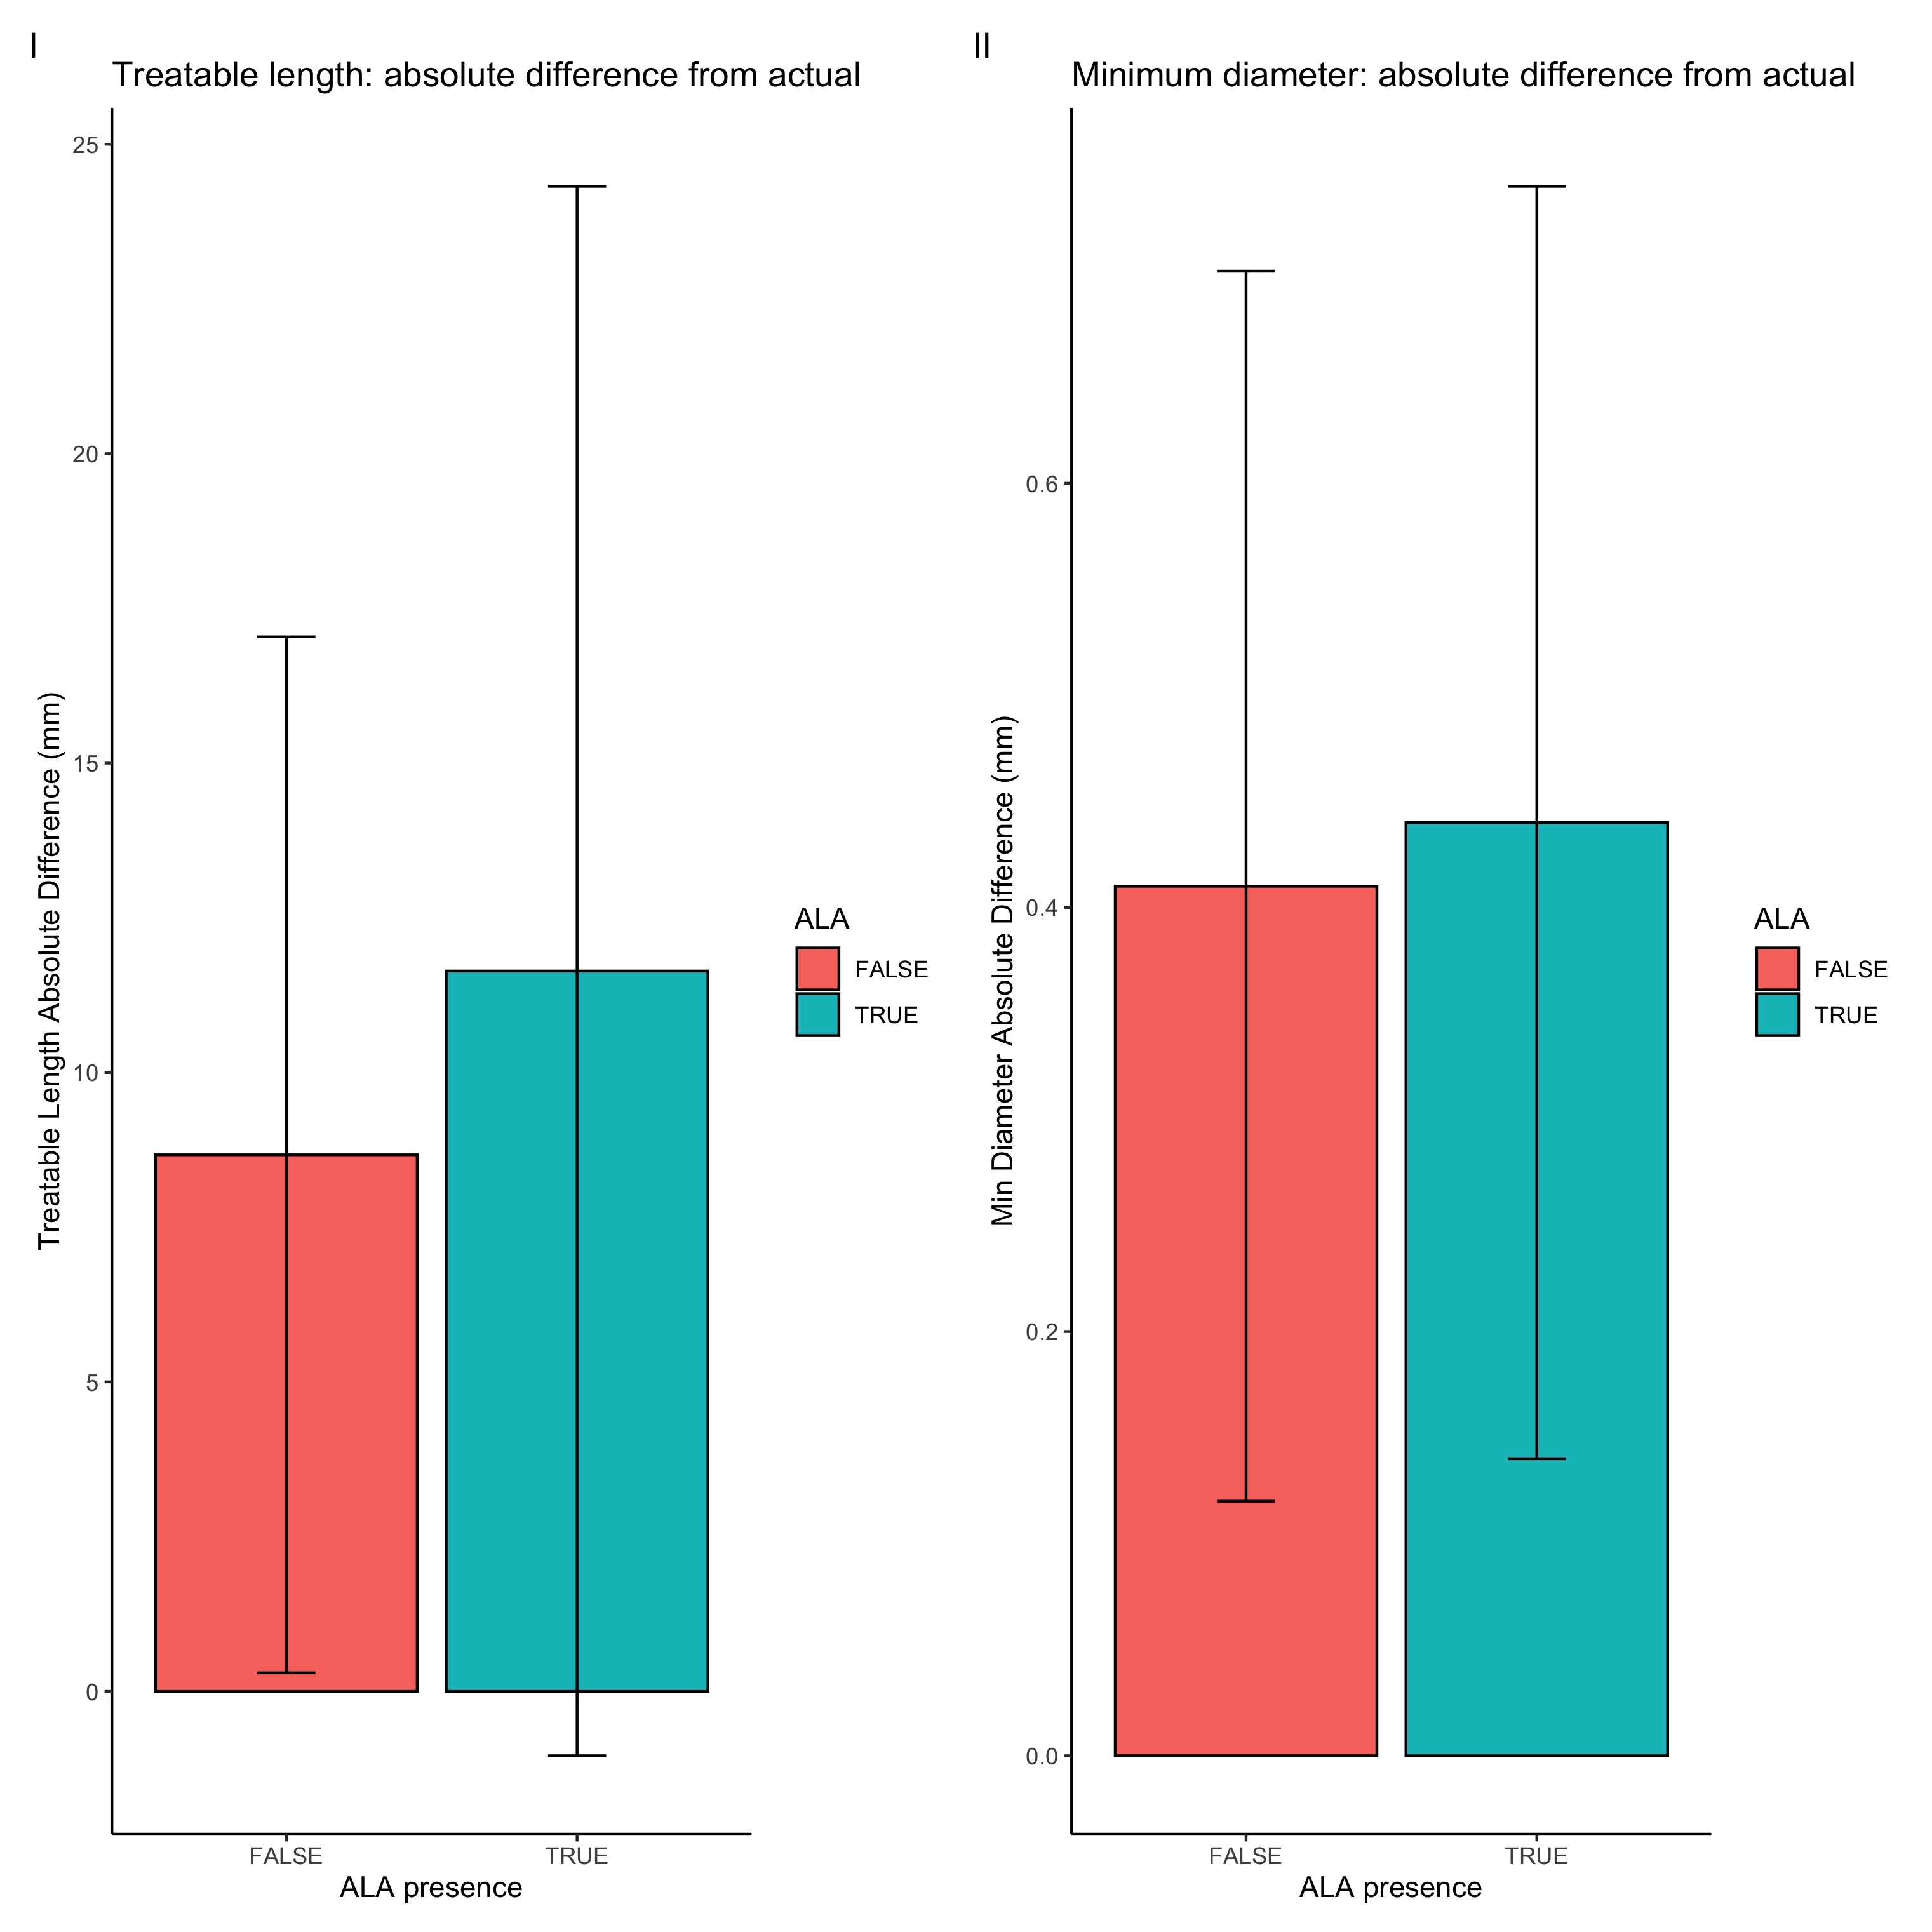 I
Treatable length: absolute difference from actual
Treatable Length Absolute Difference (mm)
25
20
15
10
5
0
FALSE
TRUE
ALA presence
ALA
FALSE
TRUE
II
Minimum diameter: absolute difference from actual
Min Diameter Absolute Difference (mm)
0.6
0.4
0.2
0.0
FALSE
TRUE
ALA presence
ALA
FALSE
TRUE